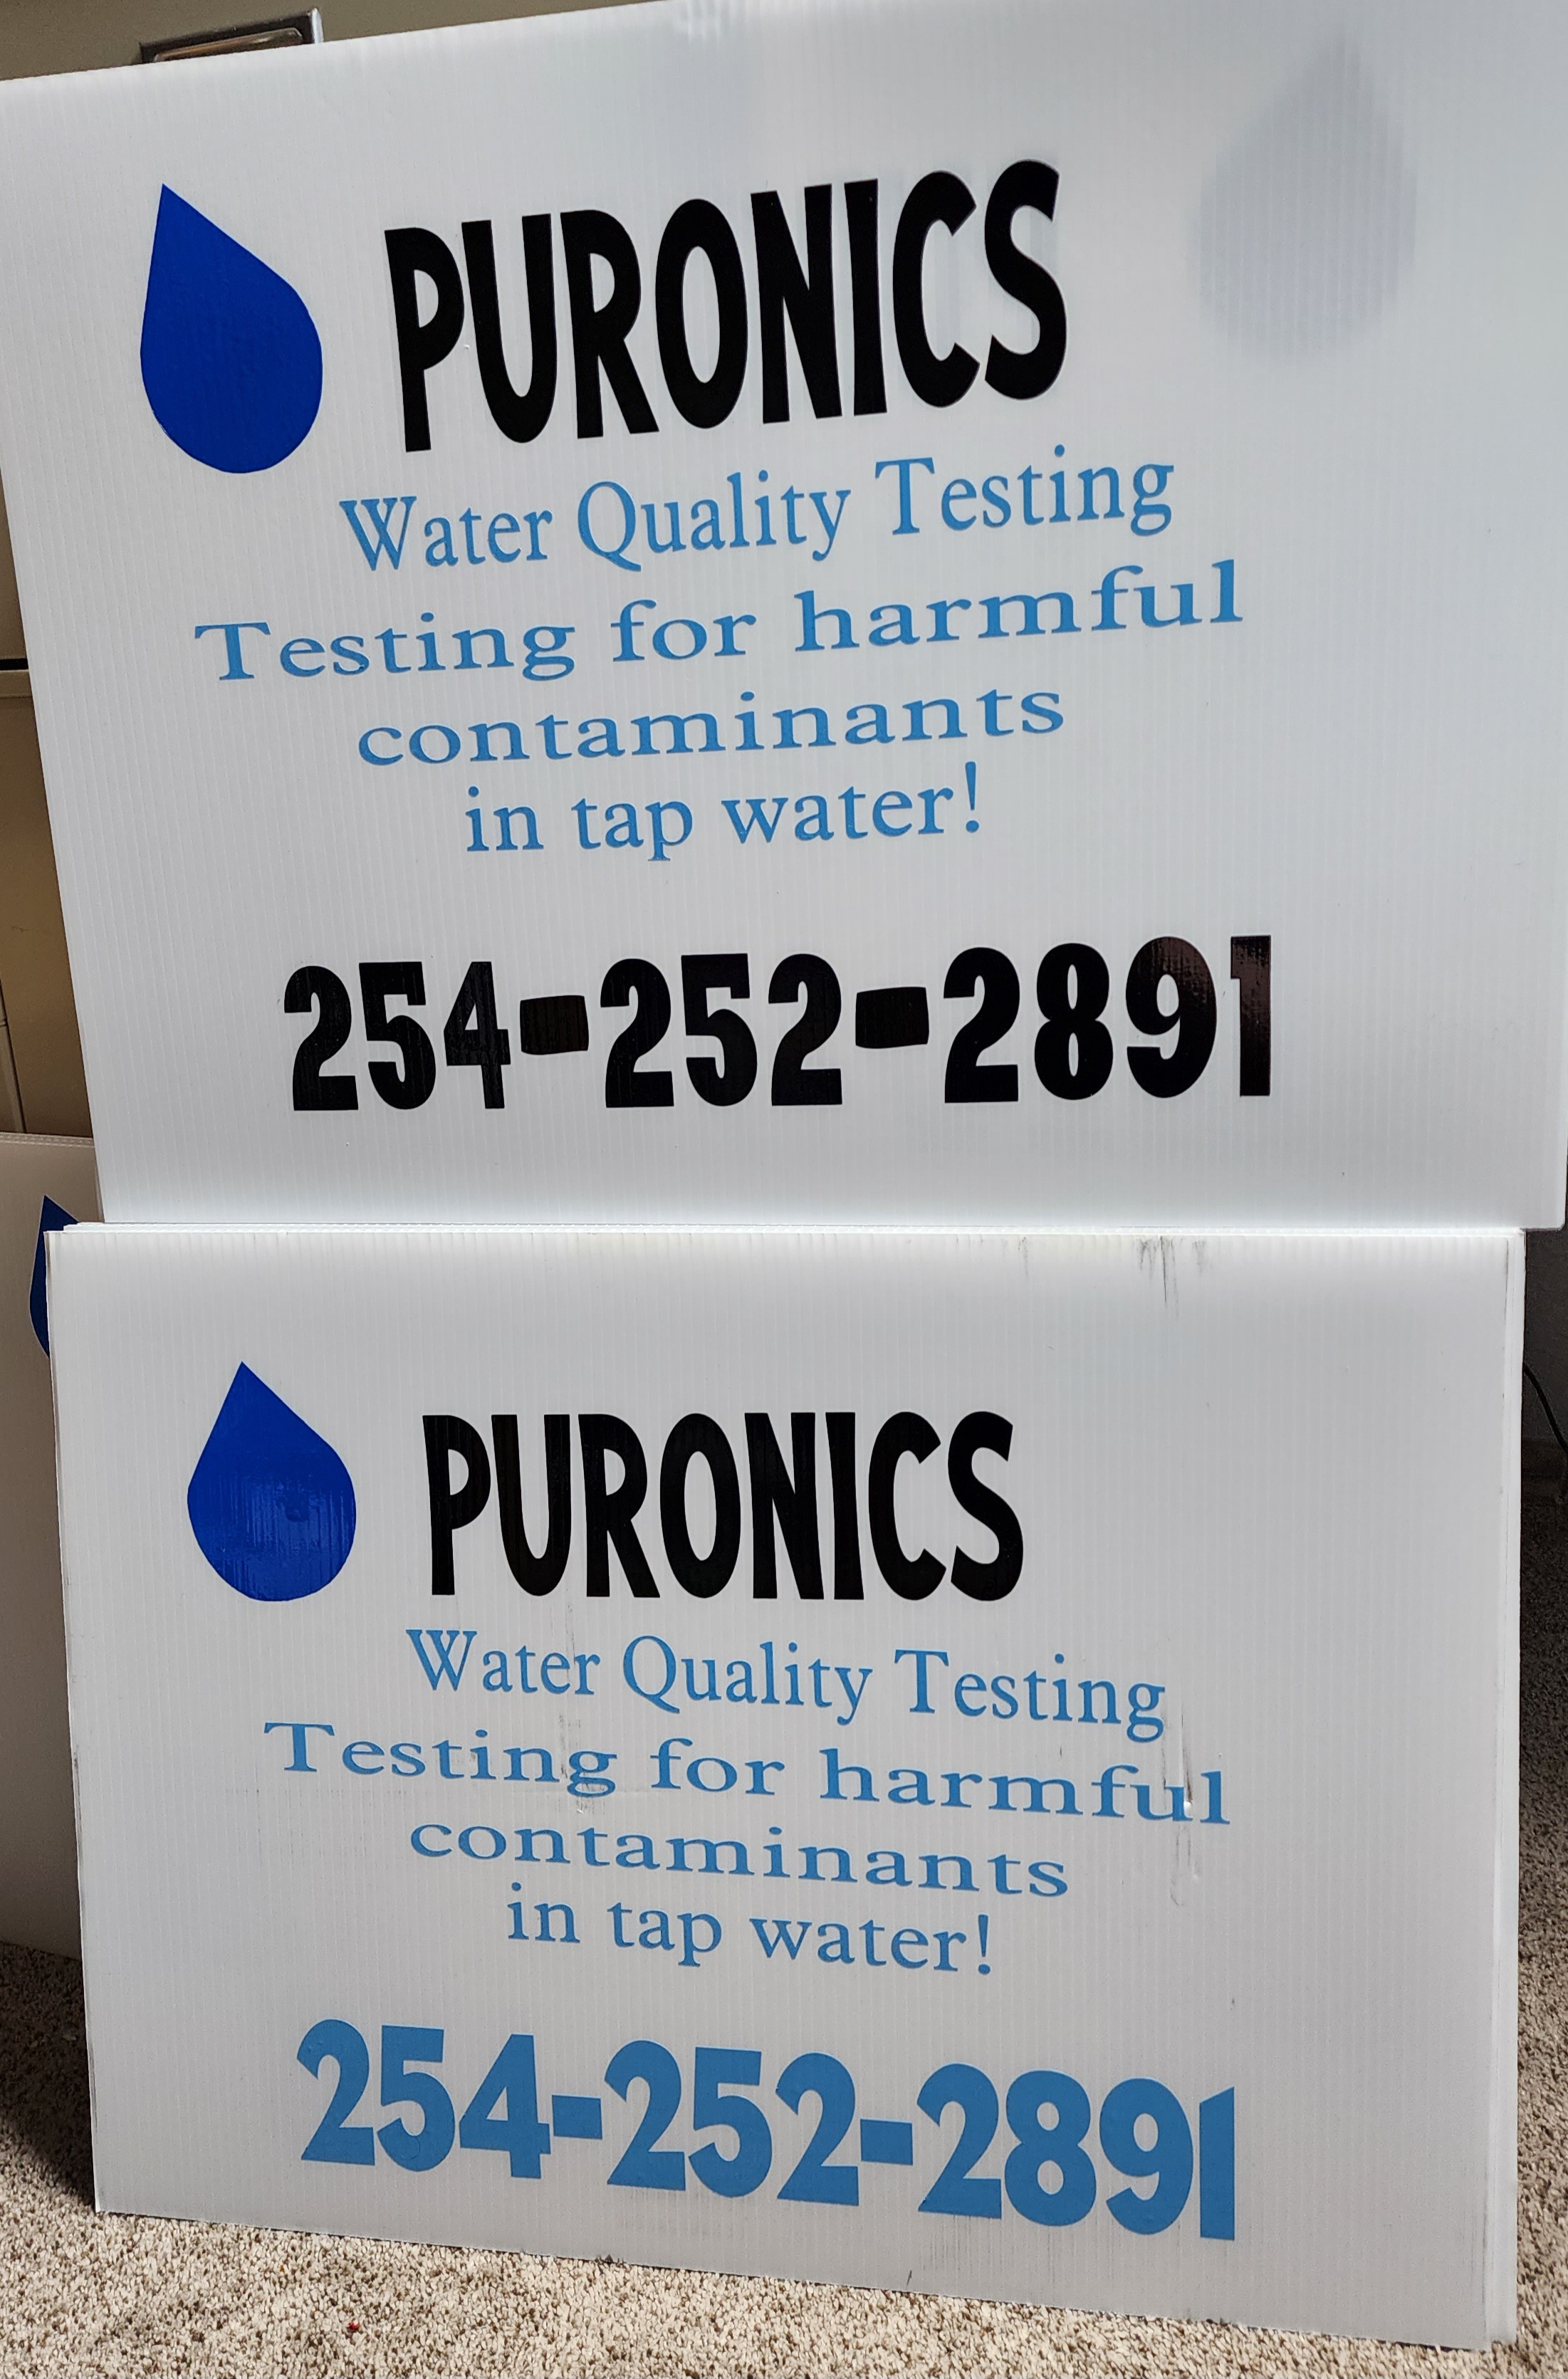 PURONICS
Water Quality Testing
Testing for harmful
contaminants
in tap water!
254-252-2891
PURONICS
Water Quality Testing
Testing for harmful
contaminants
in tap water!
254-252-2891